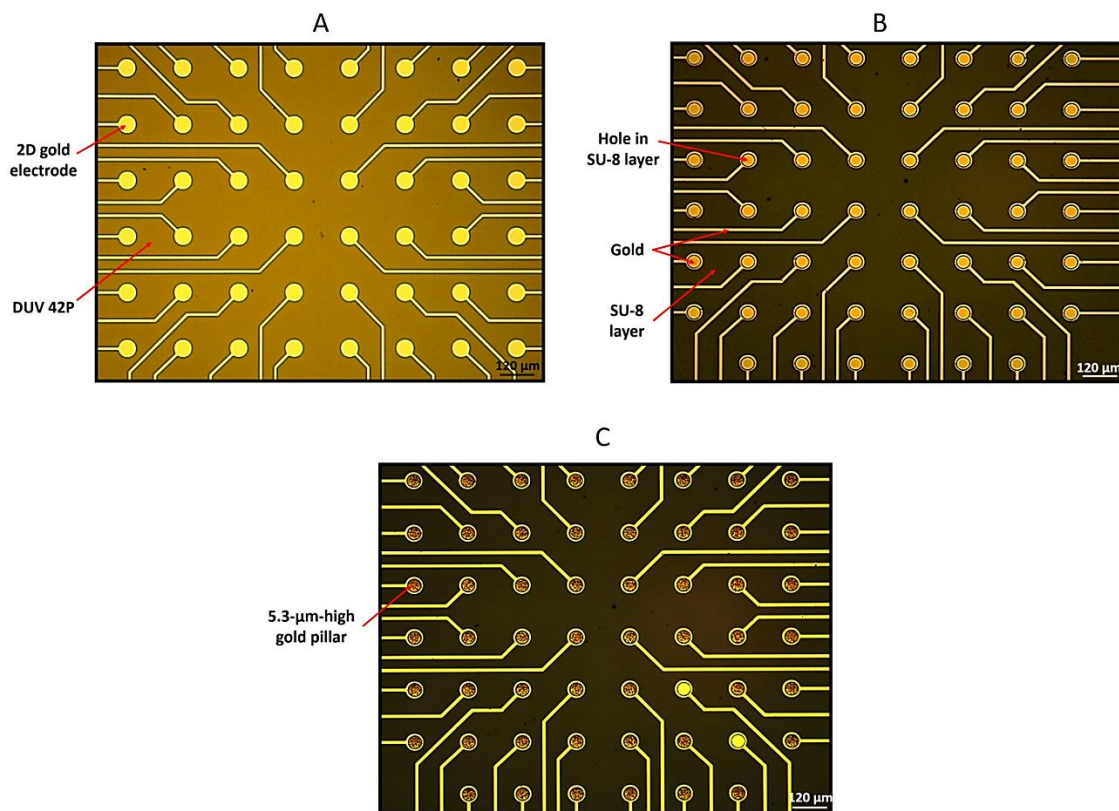 A
2D gold
electrode
DUV 42P
120 µm
B
Hole in
SU-8 layer
Gold
SU-8
layer
120 µm
C
5.3-µm-high
gold pillar
120 µm